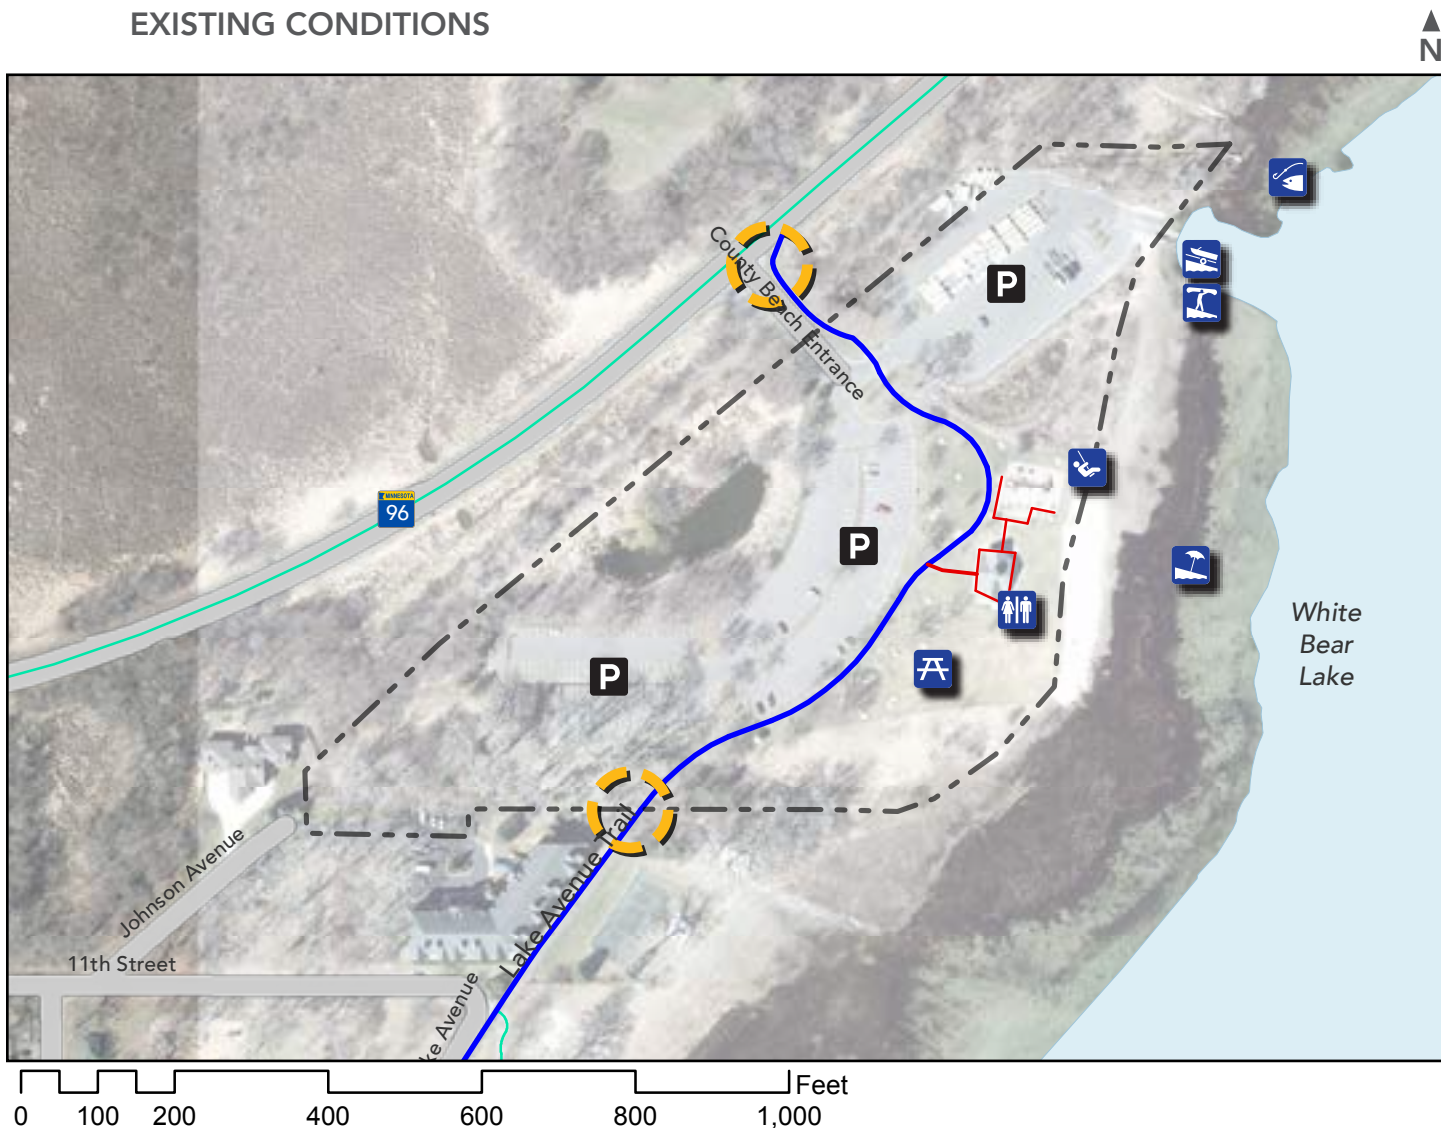 EXISTING CONDITIONS
N
County Beach Entrance
P
MINNESOTA
96
P
P
White
Bear
Lake
Lake Avenue Trail
Johnson Avenue
11th Street
ke Avenue
Feet
0 100 200 400 600 800 1,000